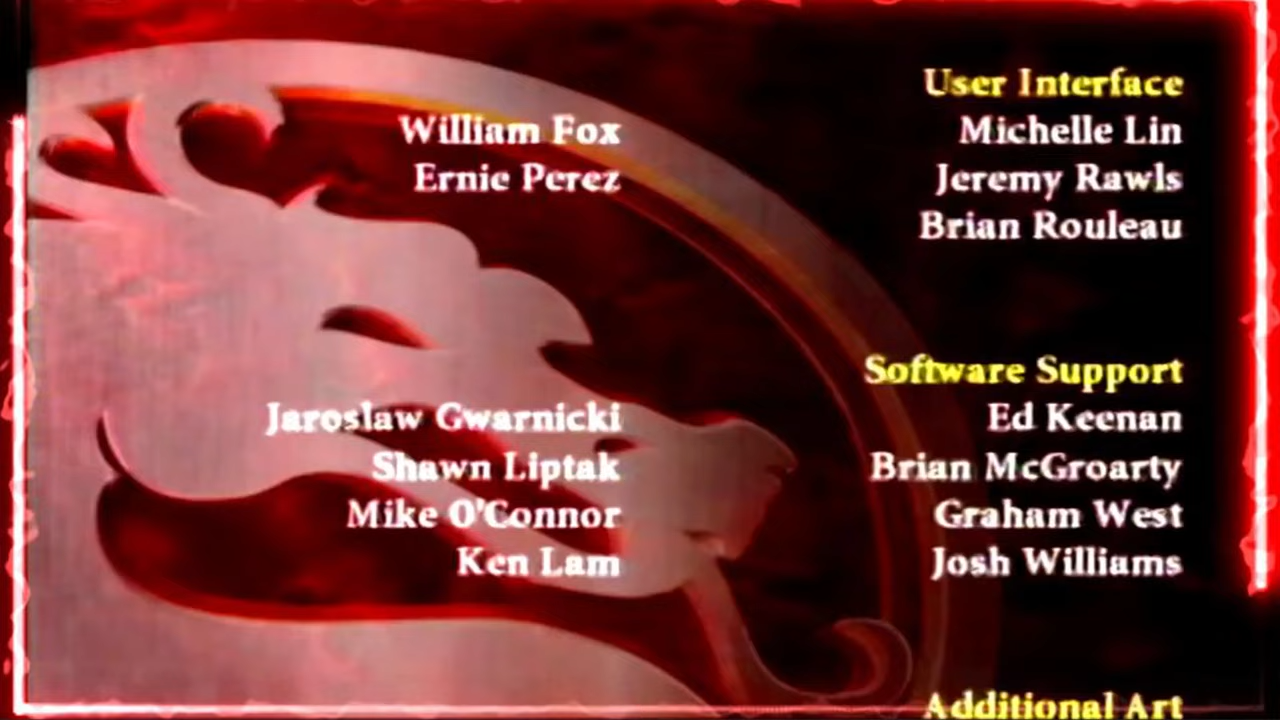 User Interface
William Fox Michelle Lin
Ernie Perez Jeremy Rawls
Brian Rouleau
Software Support
Jaroslaw Gwarnicki Ed Keenan
Shawn Liptak Brian McGroarty
Mike O'Connor Graham West
Ken Lam Josh Williams
Additional Art